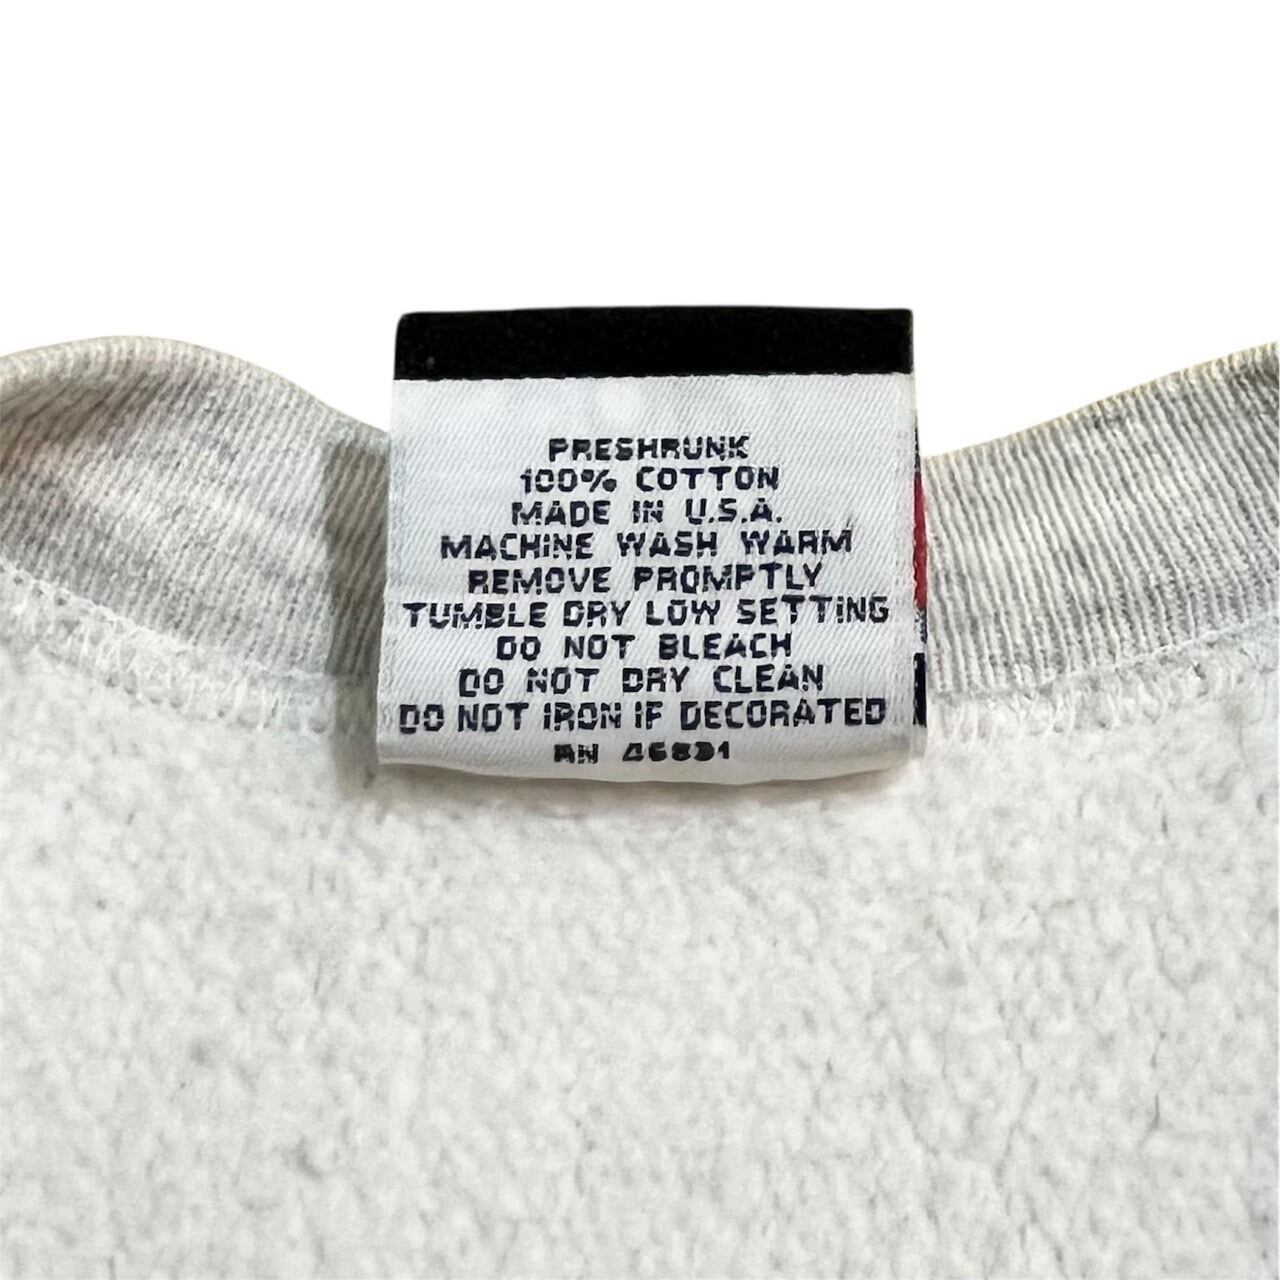 PRESHRUNK
100% COTTON
MADE IN U.S.A.
MACHINE WASH WARM
REMOVE PROMPTLY
TUMBLE DRY LOW SETTING
DO NOT BLEACH
DO NOT DRY CLEAN
DO NOT IRON IF DECORATED
RN